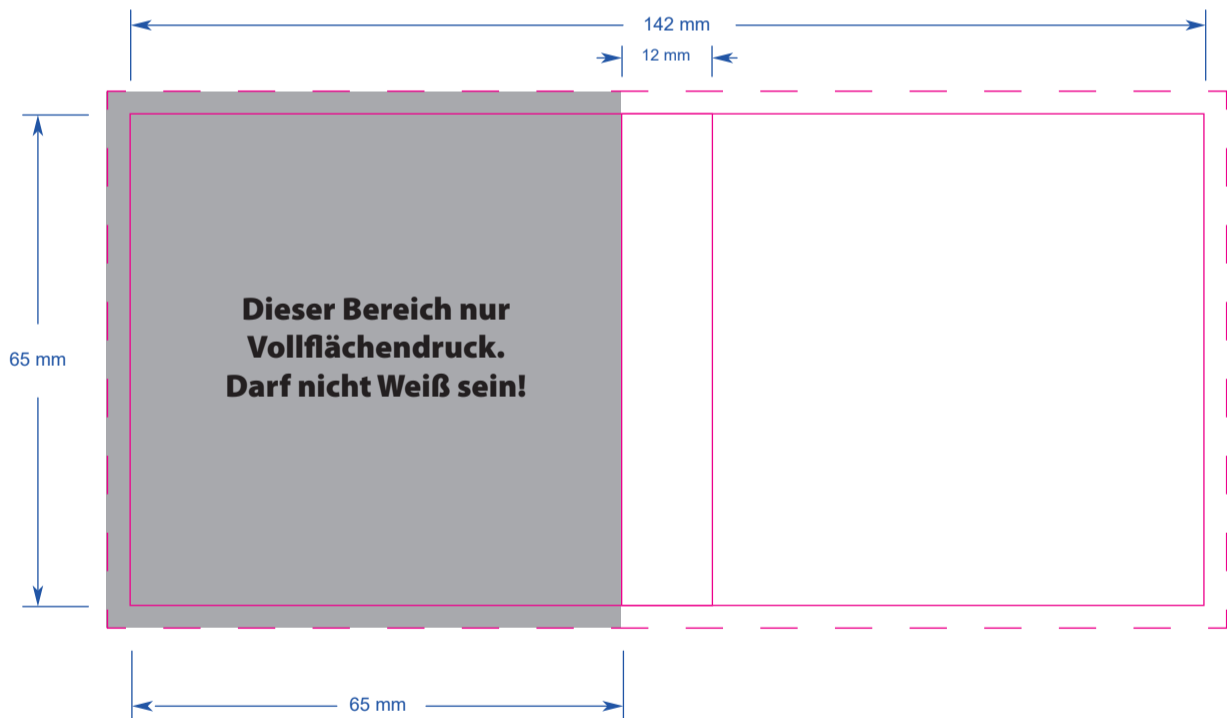 142 mm
12 mm
Dieser Bereich nur
Vollflächendruck.
Darf nicht Weiß sein!
65 mm
65 mm